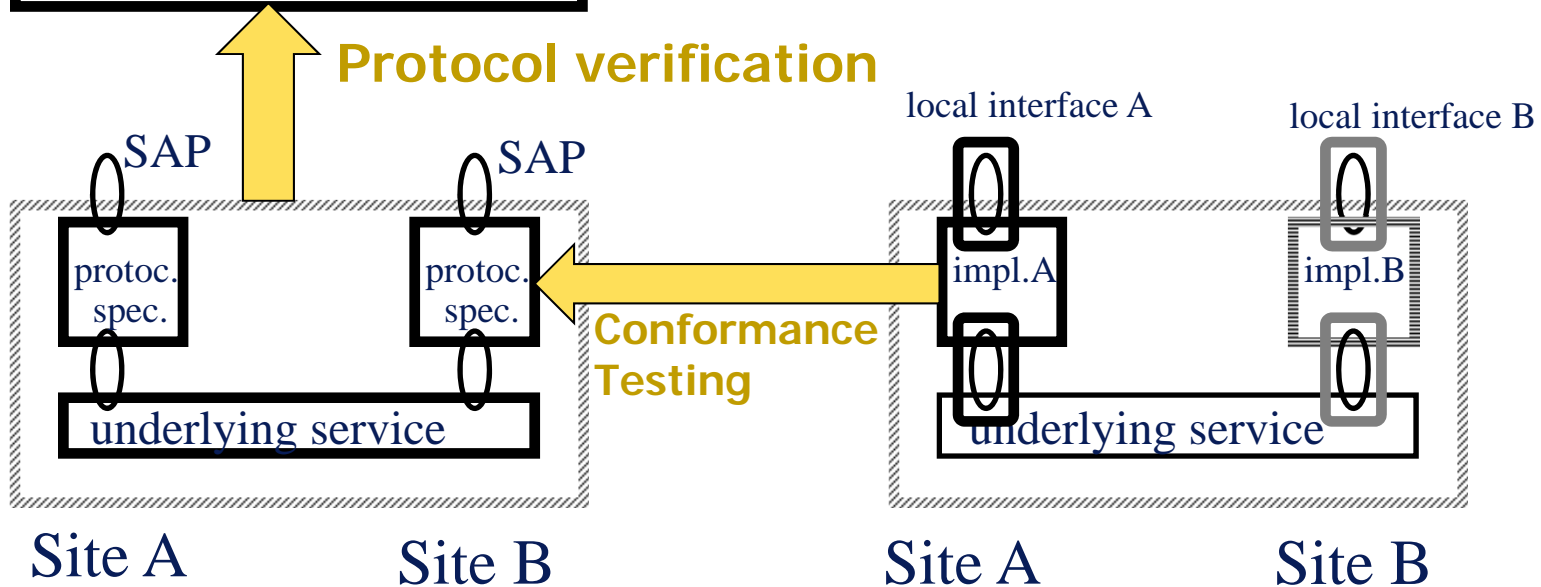 Protocol verification
local interface A
local interface B
SAP
SAP
protoc.
spec.
protoc.
spec.
impl.A
impl.B
Conformance
Testing
underlying service
underlying service
Site A
Site B
Site A
Site B